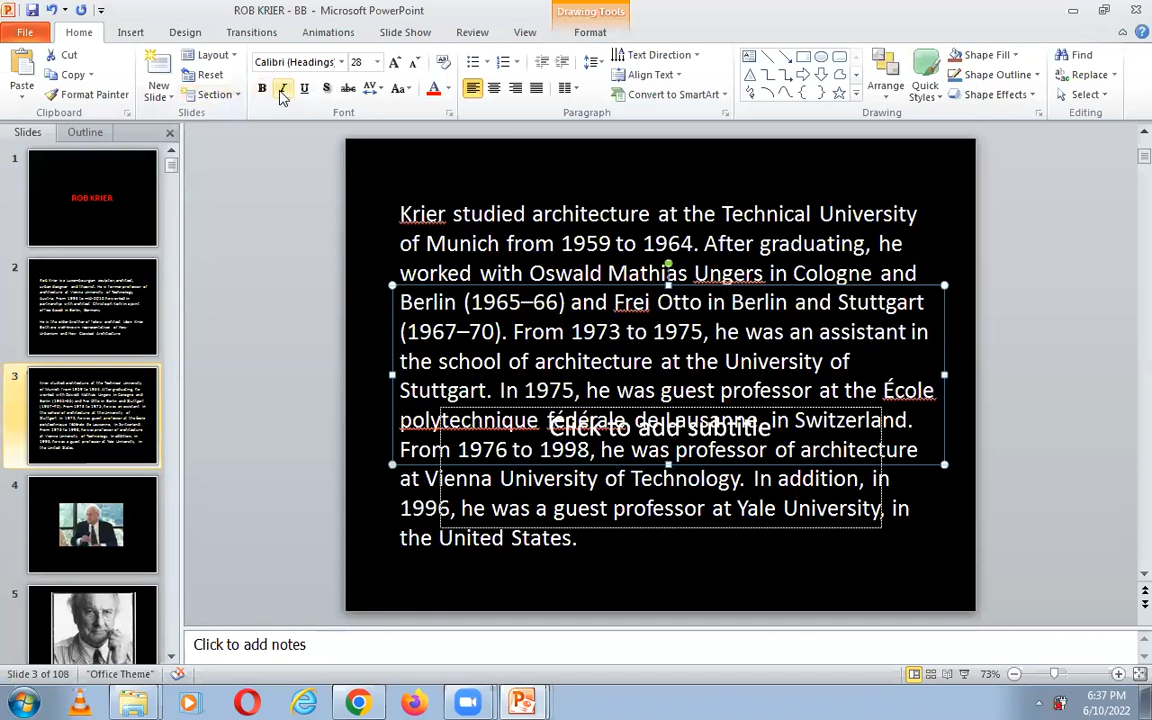 ROB KRIER - BB - Microsoft PowerPoint
Drawing Tools
File Home Insert Design Transitions Animations Slide Show Review View Format
Paste Cut Copy Format Painter
New Slide Layout Reset Section
Calibri (Headings) 28
B I U S abc AV Aa A
Text Direction Align Text Convert to SmartArt
Arrange Quick Styles Shape Fill Shape Outline Shape Effects
Find Replace Select
Clipboard Slides Font Paragraph Drawing Editing
Slides Outline
1
ROB KRIER
2
3
4
5
Krier studied architecture at the Technical University
of Munich from 1959 to 1964. After graduating, he
worked with Oswald Mathias Ungers in Cologne and
Berlin (1965–66) and Frei Otto in Berlin and Stuttgart
(1967–70). From 1973 to 1975, he was an assistant in
the school of architecture at the University of
Stuttgart. In 1975, he was guest professor at the École
polytechnique fédérale de Lausanne, in Switzerland.
Click to add subtitle
From 1976 to 1998, he was professor of architecture
at Vienna University of Technology. In addition, in
1996, he was a guest professor at Yale University, in
the United States.
Click to add notes
Slide 3 of 108 "Office Theme" 73%
6:37 PM
6/10/2022